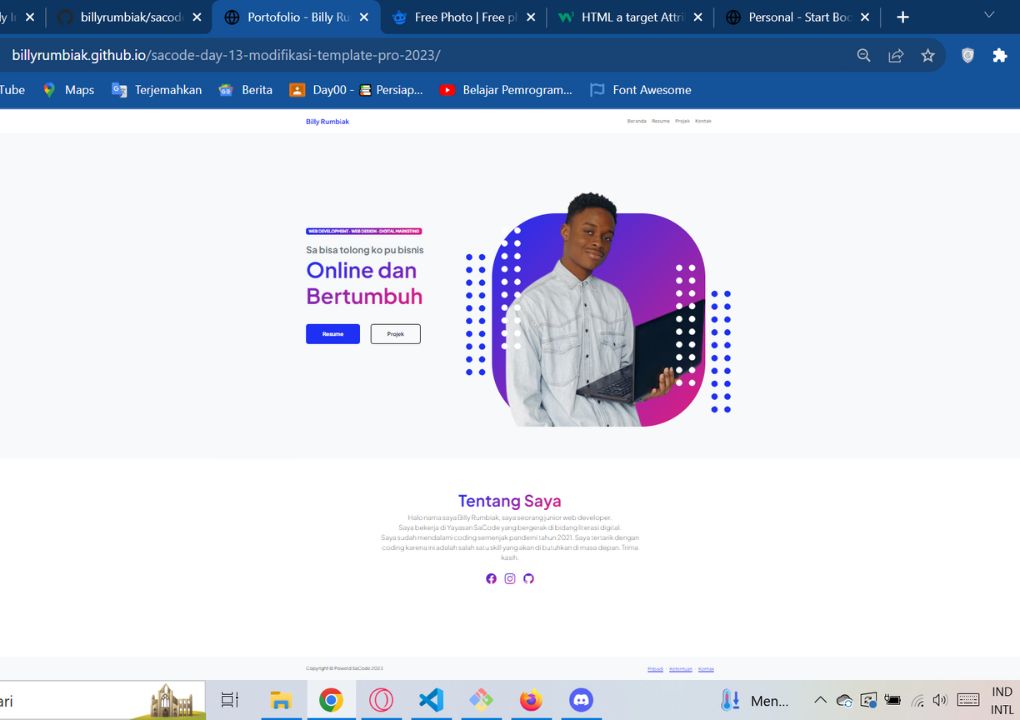 billyrumbiak/sacod
Portofolio - Billy Ru
Free Photo | Free p
HTML a target Attri
Personal - Start Boo
billyrumbiak.github.io/sacode-day-13-modifikasi-template-pro-2023/
Tube
Maps
Terjemahkan
Berita
Day00 - Persiap...
Belajar Pemrogram...
Font Awesome
Billy Rumbiak
Beranda Resume Projek Kontak
WEB DEVELOPMENT · WEB DESIGN · DIGITAL MARKETING
Sa bisa tolong ko pu bisnis
Online dan
Bertumbuh
Resume
Projek
Tentang Saya
Halo nama saya Billy Rumbiak, saya seorang junior web developer.
Saya bekerja di Yayasan SaCode yang bergerak di bidang literasi digital.
Saya sudah mendalami coding semenjak pandemi tahun 2021. Saya tertarik dengan
coding karena ini adalah salah satu skill yang akan di butuhkan di masa depan. Trima
kasih.
Copyright © Powerd SaCode 2023
Privasi · Ketentuan · Kontak
ari
Men...
IND
INTL